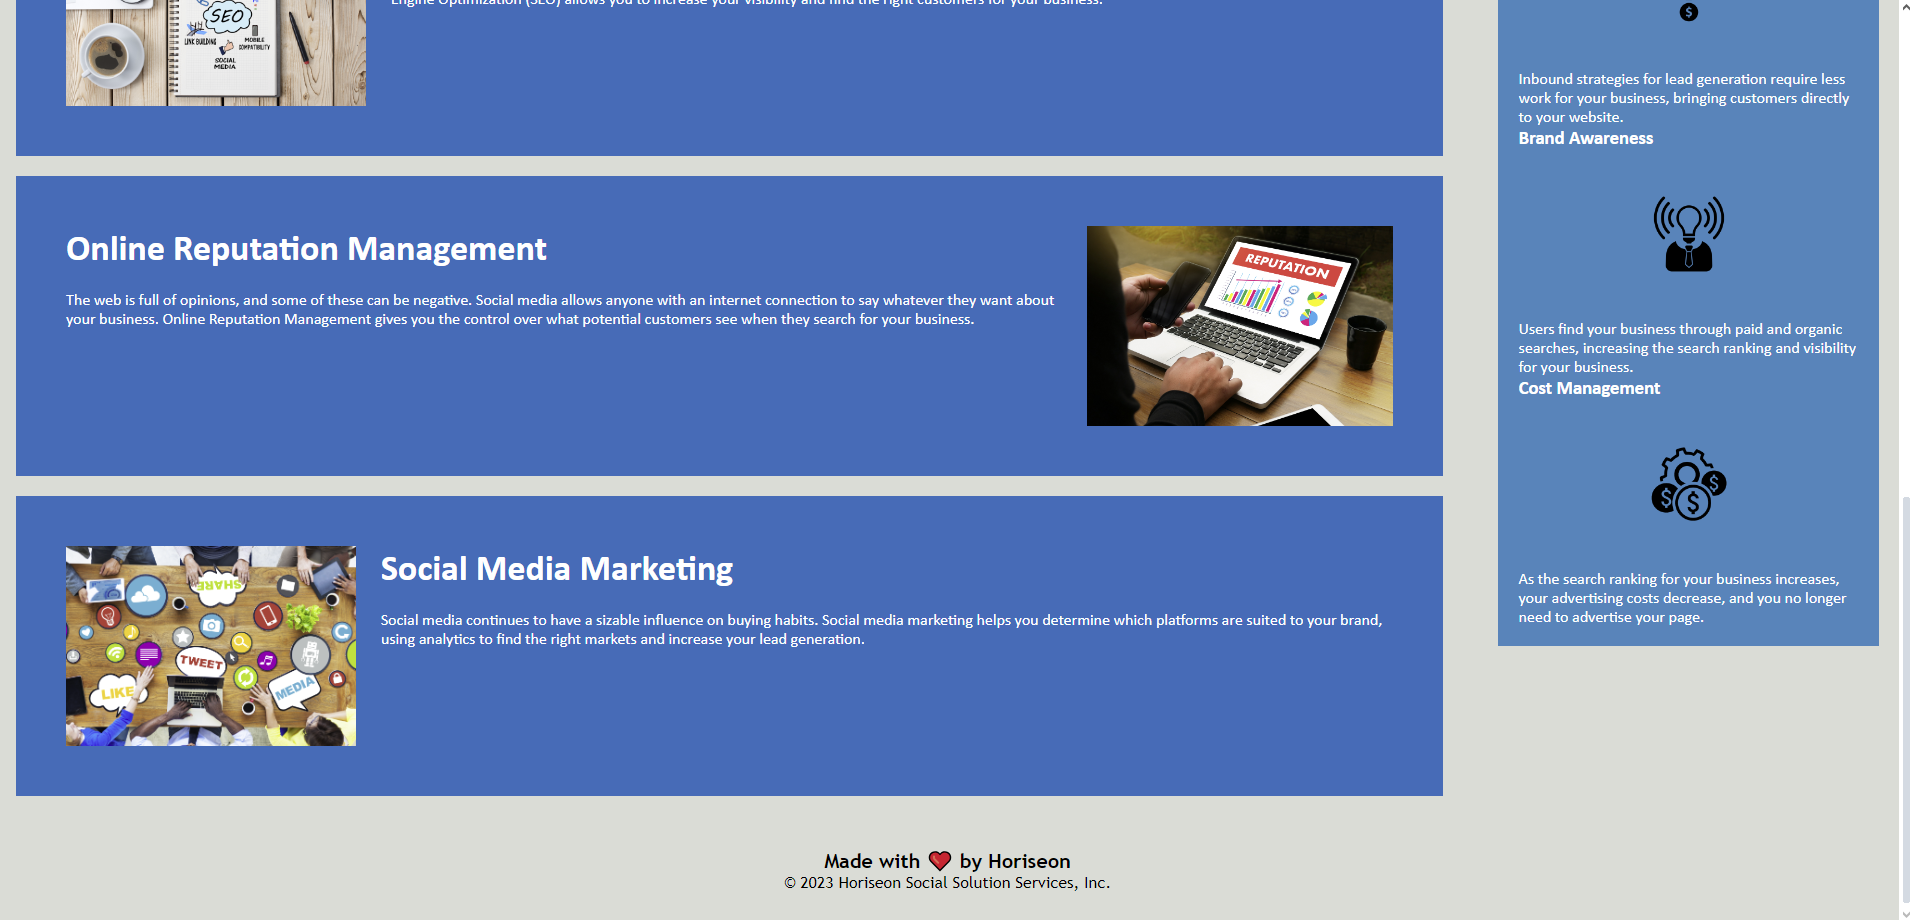 Engine Optimization (SEO) allows you to increase your visibility and find the right customers for your business.
SEO
LINK BUILDING
MOBILE
COMPATIBILITY
SOCIAL
MEDIA
Online Reputation Management
The web is full of opinions, and some of these can be negative. Social media allows anyone with an internet connection to say whatever they want about
your business. Online Reputation Management gives you the control over what potential customers see when they search for your business.
REPUTATION
Social Media Marketing
Social media continues to have a sizable influence on buying habits. Social media marketing helps you determine which platforms are suited to your brand,
using analytics to find the right markets and increase your lead generation.
SHARE
TWEET
LIKE
MEDIA
$
Inbound strategies for lead generation require less
work for your business, bringing customers directly
to your website.
Brand Awareness
Users find your business through paid and organic
searches, increasing the search ranking and visibility
for your business.
Cost Management
$ $ $
As the search ranking for your business increases,
your advertising costs decrease, and you no longer
need to advertise your page.
Made with ❤️ by Horiseon
© 2023 Horiseon Social Solution Services, Inc.